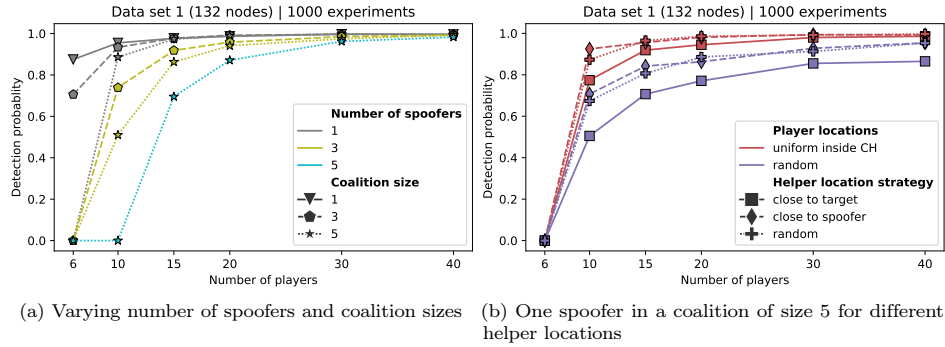 Data set 1 (132 nodes) | 1000 experiments
1.0
0.8
0.6
0.4
0.2
0.0
Detection probablity
Number of spoofers
1
3
5
Coalition size
1
3
5
6 10 15 20 30 40
Number of players
(a) Varying number of spoofers and coalition sizes
Data set 1 (132 nodes) | 1000 experiments
1.0
0.8
0.6
0.4
0.2
0.0
Detection probability
Player locations
uniform inside CH
random
Helper location strategy
close to target
close to spoofer
random
6 10 15 20 30 40
Number of players
(b) One spoofer in a coalition of size 5 for different
helper locations